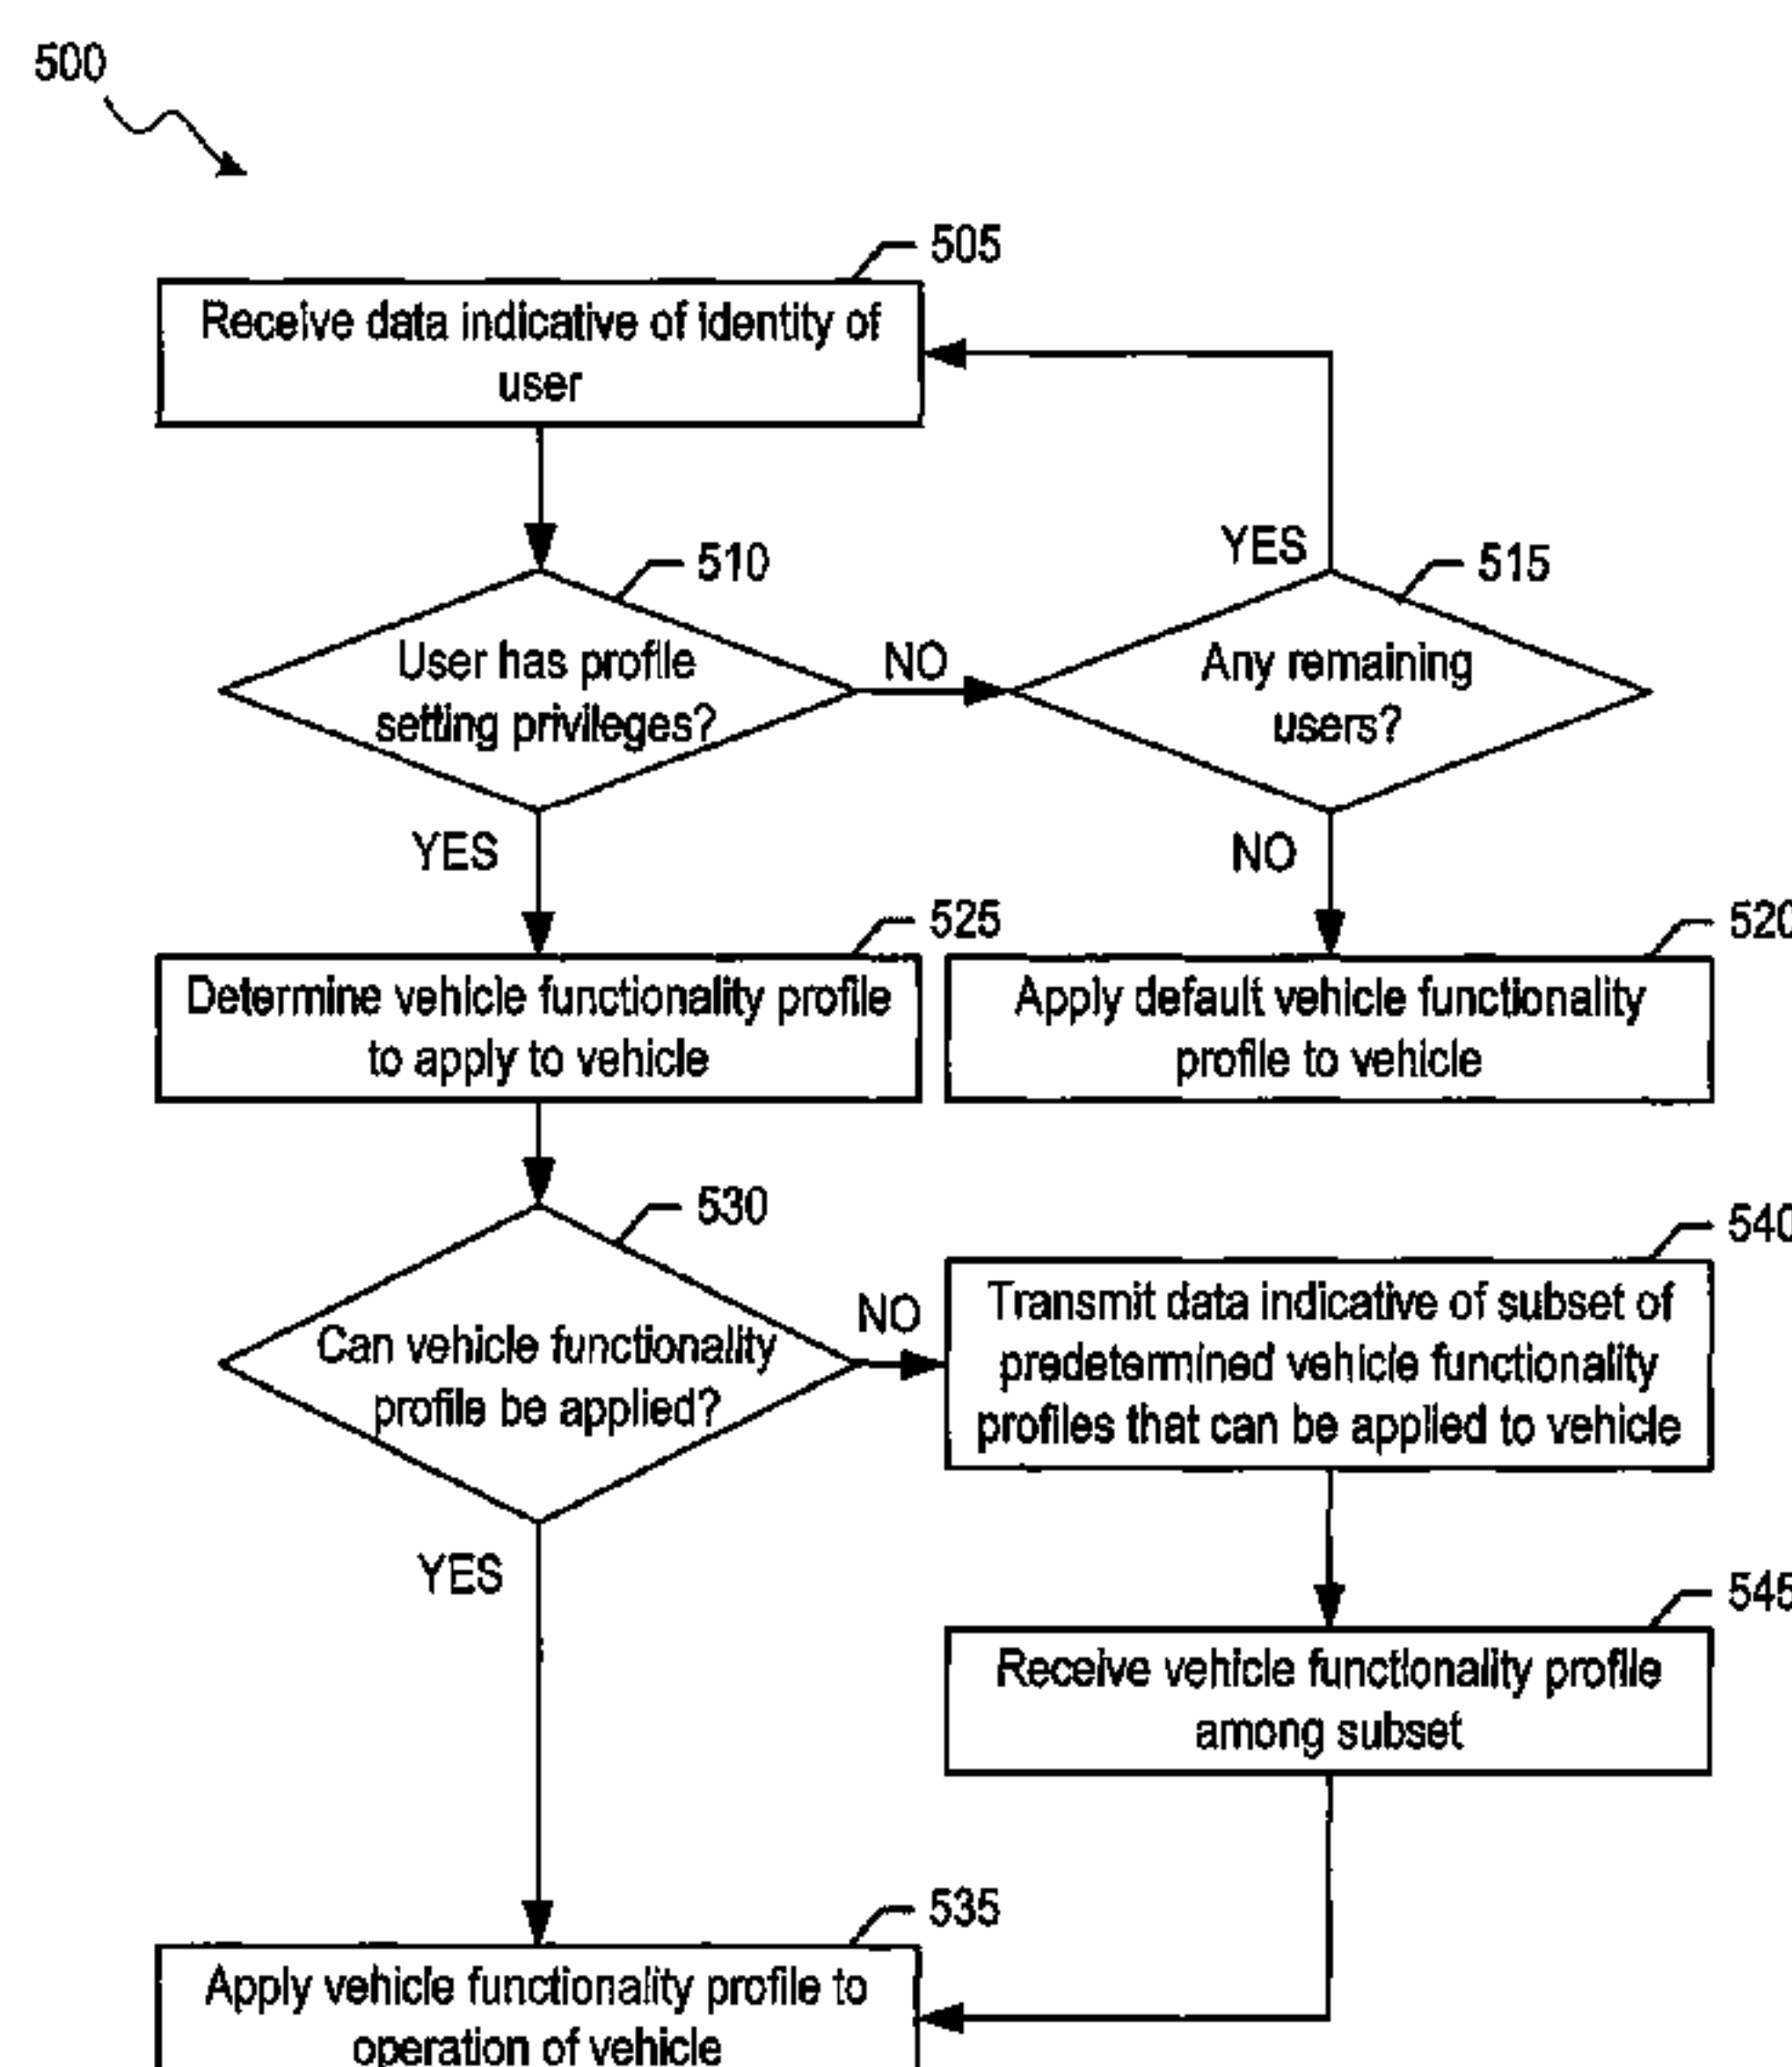 500
505
Receive data indicative of identity of
user
510
User has profile
setting privileges?
NO
YES
515
Any remaining
users?
YES
NO
525
Determine vehicle functionality profile
to apply to vehicle
520
Apply default vehicle functionality
profile to vehicle
530
Can vehicle functionality
profile be applied?
NO
540
Transmit data indicative of subset of
predetermined vehicle functionality
profiles that can be applied to vehicle
YES
545
Receive vehicle functionality profile
among subset
535
Apply vehicle functionality profile to
operation of vehicle